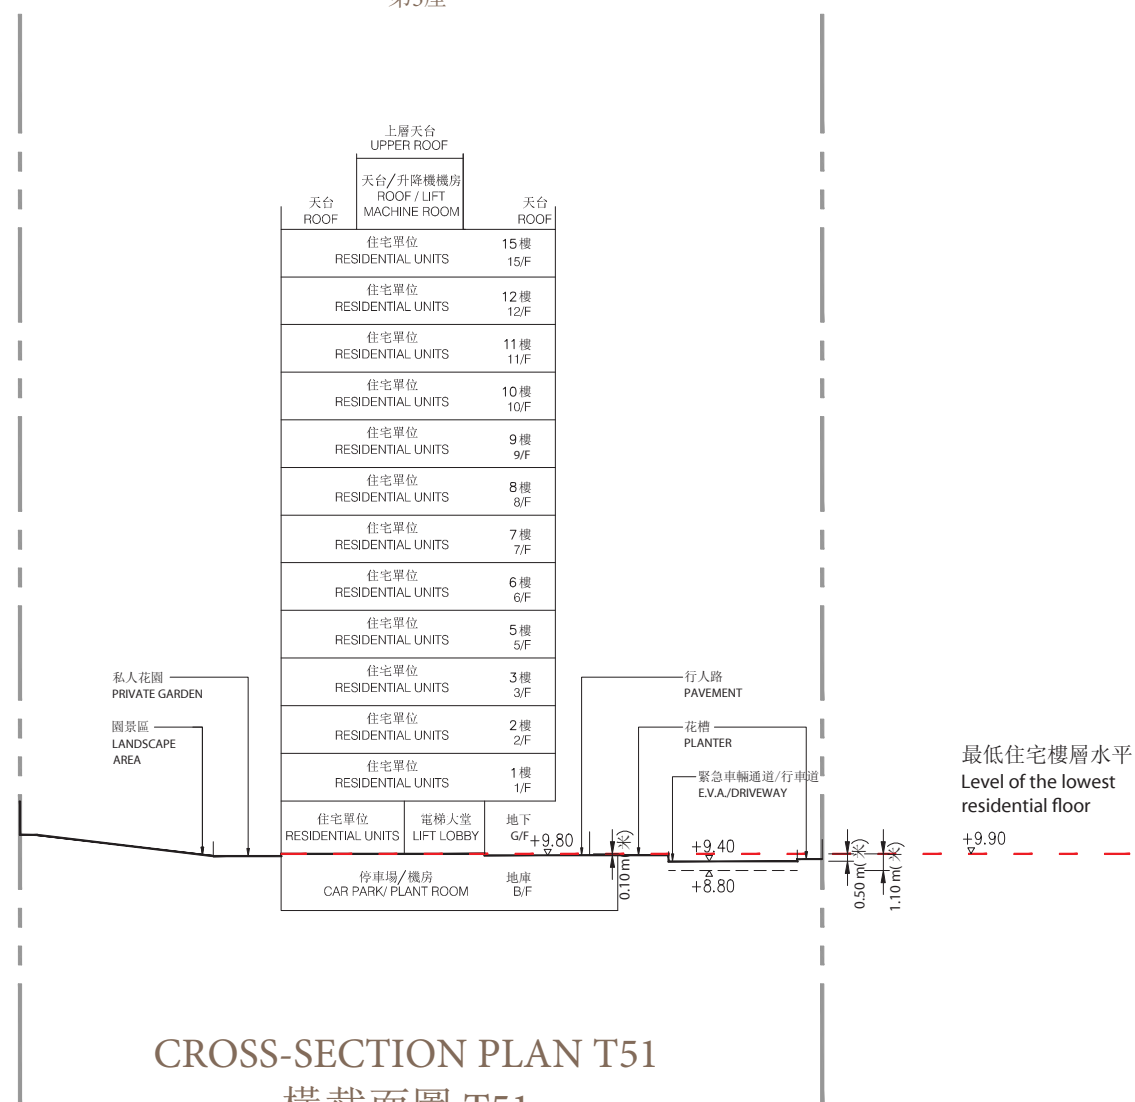 第5座
上層天台
UPPER ROOF
天台/升降機機房
ROOF / LIFT
MACHINE ROOM
天台
ROOF
天台
ROOF
住宅單位
RESIDENTIAL UNITS
15樓
15/F
住宅單位
RESIDENTIAL UNITS
12樓
12/F
住宅單位
RESIDENTIAL UNITS
11樓
11/F
住宅單位
RESIDENTIAL UNITS
10樓
10/F
住宅單位
RESIDENTIAL UNITS
9樓
9/F
住宅單位
RESIDENTIAL UNITS
8樓
8/F
住宅單位
RESIDENTIAL UNITS
7樓
7/F
住宅單位
RESIDENTIAL UNITS
6樓
6/F
住宅單位
RESIDENTIAL UNITS
5樓
5/F
住宅單位
RESIDENTIAL UNITS
3樓
3/F
住宅單位
RESIDENTIAL UNITS
2樓
2/F
住宅單位
RESIDENTIAL UNITS
1樓
1/F
住宅單位
RESIDENTIAL UNITS
電梯大堂
LIFT LOBBY
地下
G/F
停車場/機房
CAR PARK/ PLANT ROOM
地庫
B/F
私人花園
PRIVATE GARDEN
園景區
LANDSCAPE
AREA
行人路
PAVEMENT
花槽
PLANTER
緊急車輛通道/行車道
E.V.A./DRIVEWAY
+9.80
0.10 m(米)
+9.40
+8.80
0.50 m(米)
1.10 m(米)
最低住宅樓層水平
Level of the lowest
residential floor
+9.90
CROSS-SECTION PLAN T51
橫截面圖 T51